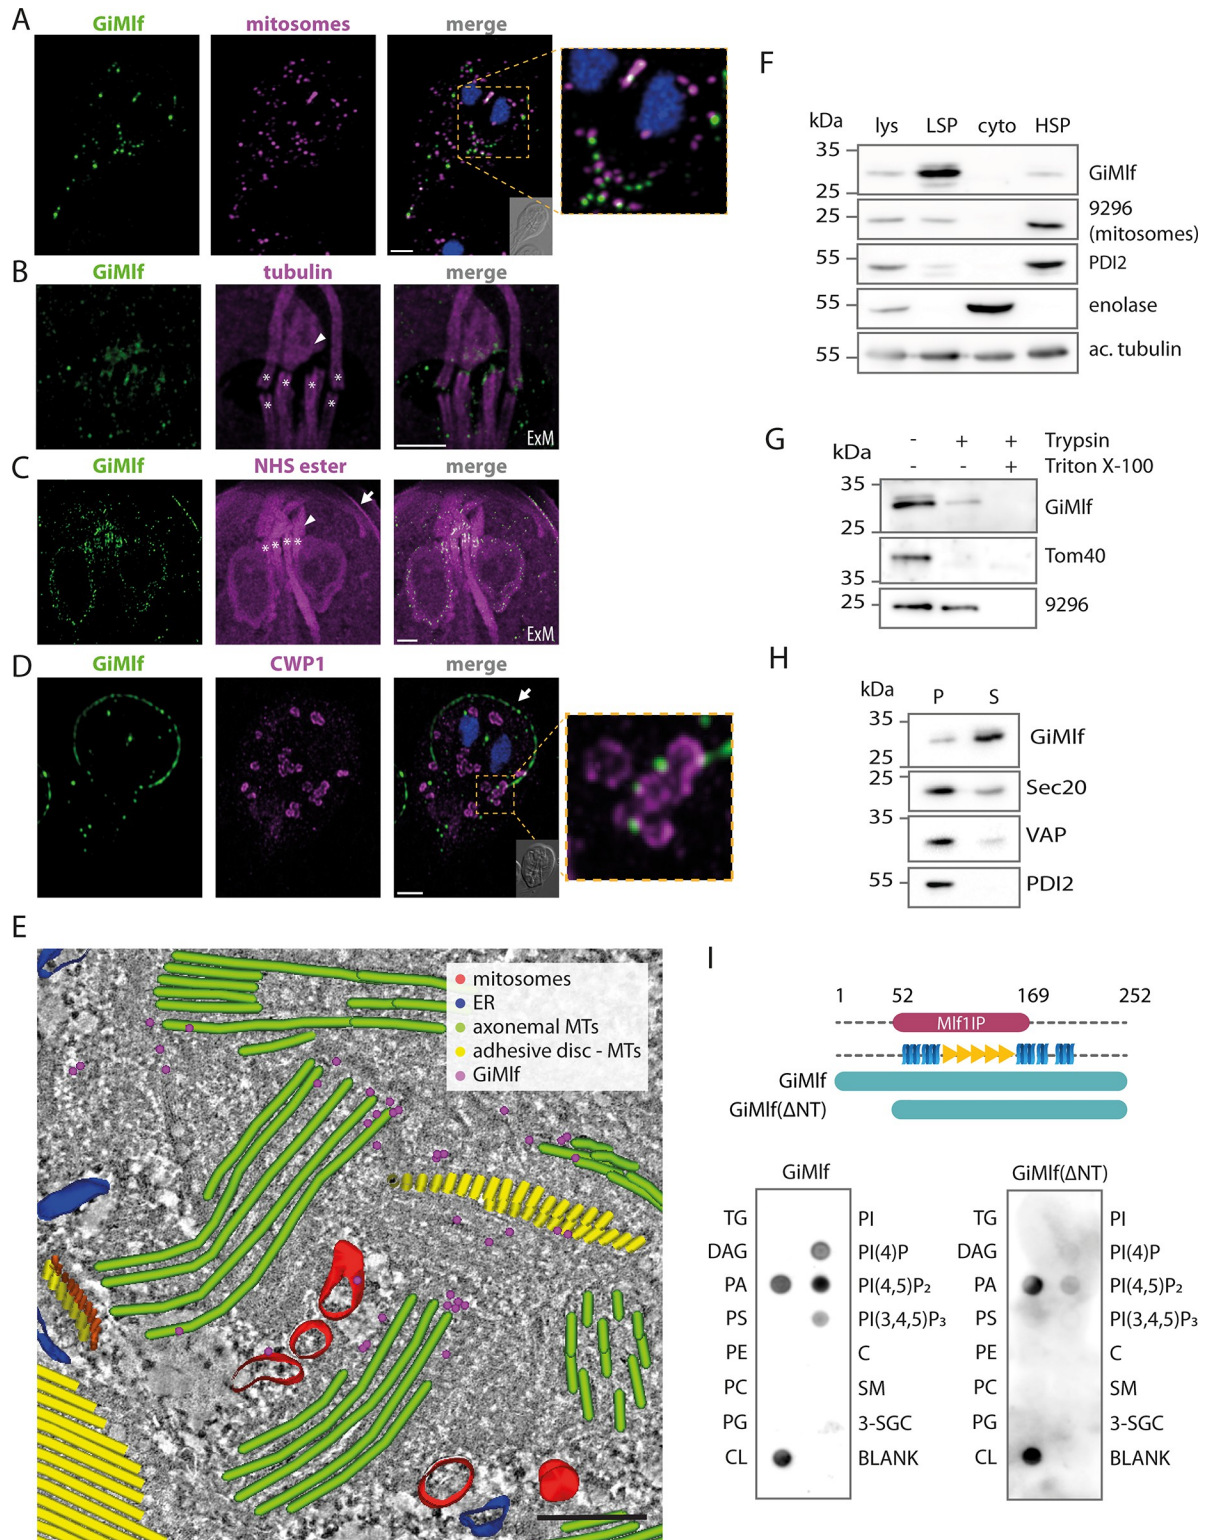 A
GiMlf
mitosomes
merge
B
GiMlf
tubulin
merge
* * * * * *
ExM
C
GiMlf
NHS ester
merge
* * * *
ExM
D
GiMlf
CWP1
merge
E
mitosomes
ER
axonemal MTs
adhesive disc - MTs
GiMlf
F
kDa
lys LSP cyto HSP
35
25
GiMlf
25
9296
(mitosomes)
55
PDI2
55
enolase
55
ac. tubulin
G
kDa
- + + Trypsin
- - + Triton X-100
35
25
GiMlf
Tom40
35
25
9296
H
kDa
P S
35
25
GiMlf
25
Sec20
35
VAP
55
PDI2
I
1 52 169 252
Mlf1IP
GiMlf
GiMlf(ΔNT)
GiMlf
TG PI
DAG PI(4)P
PA PI(4,5)P₂
PS PI(3,4,5)P₃
PE C
PC SM
PG 3-SGC
CL BLANK
GiMlf(ΔNT)
TG PI
DAG PI(4)P
PA PI(4,5)P₂
PS PI(3,4,5)P₃
PE C
PC SM
PG 3-SGC
CL BLANK